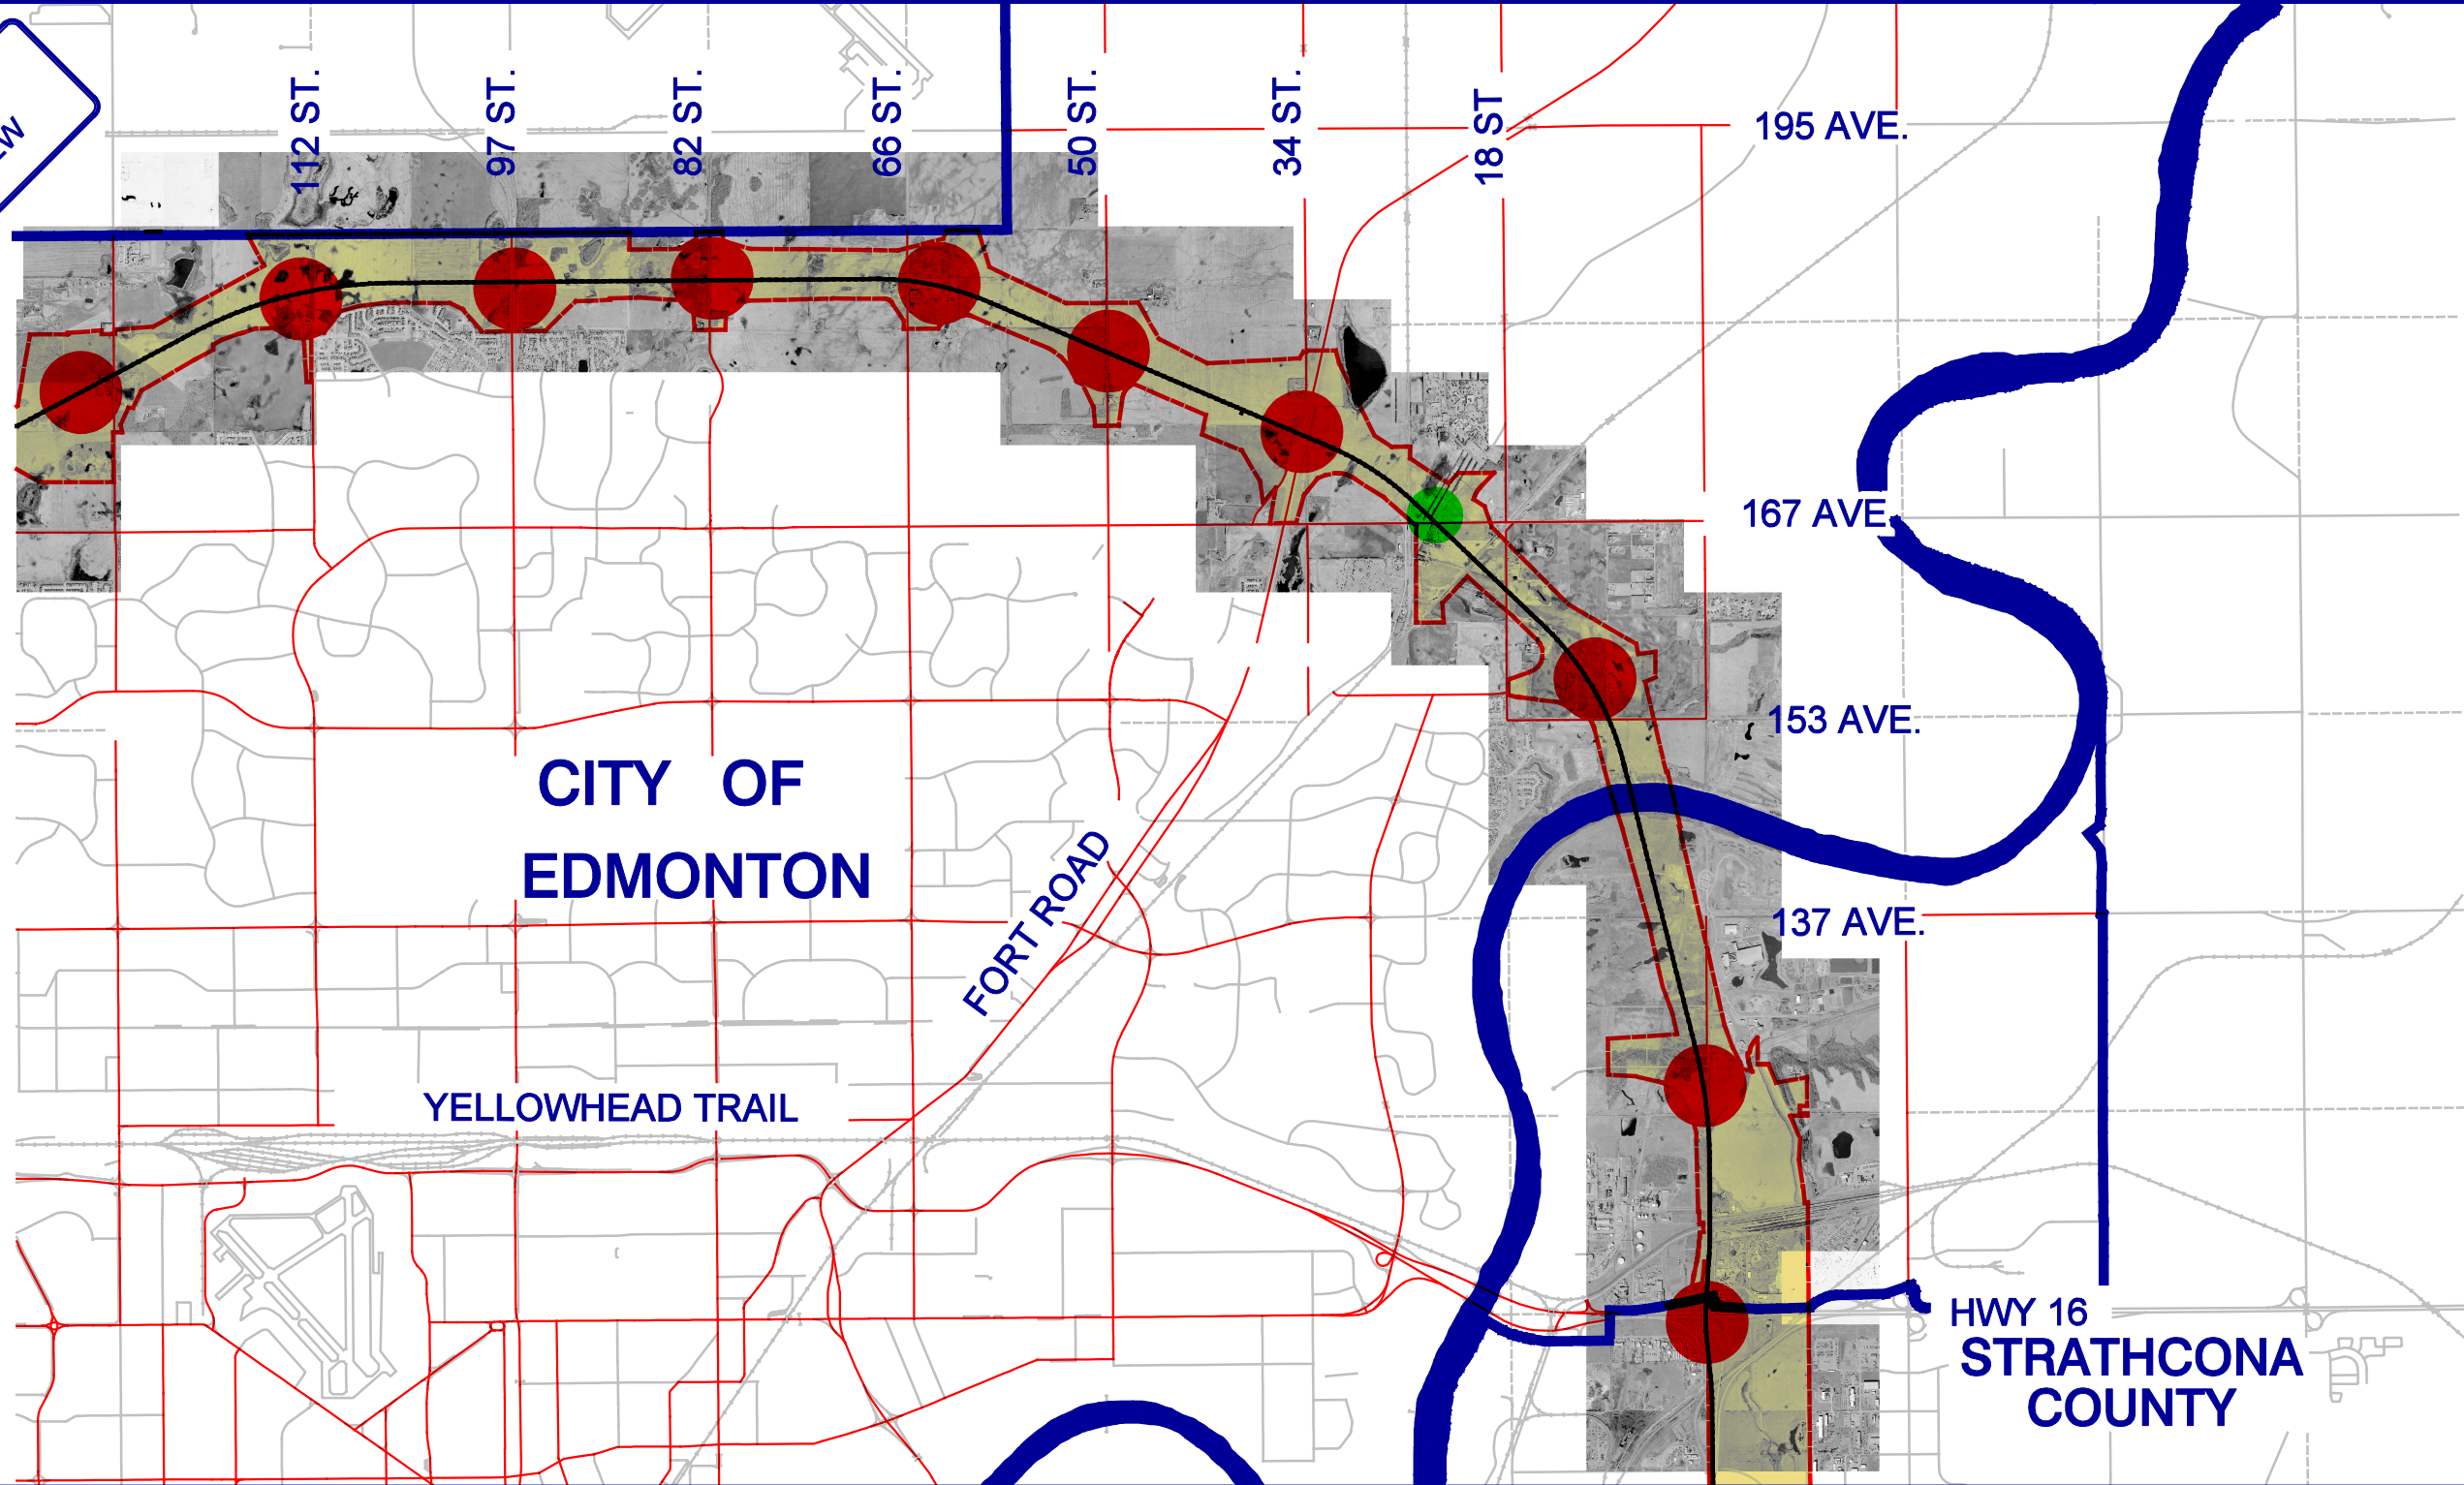 112 ST.
97 ST.
82 ST.
66 ST.
50 ST.
34 ST.
18 ST
195 AVE.
167 AVE
153 AVE.
CITY OF
EDMONTON
FORT ROAD
137 AVE.
YELLOWHEAD TRAIL
HWY 16
STRATHCONA
COUNTY